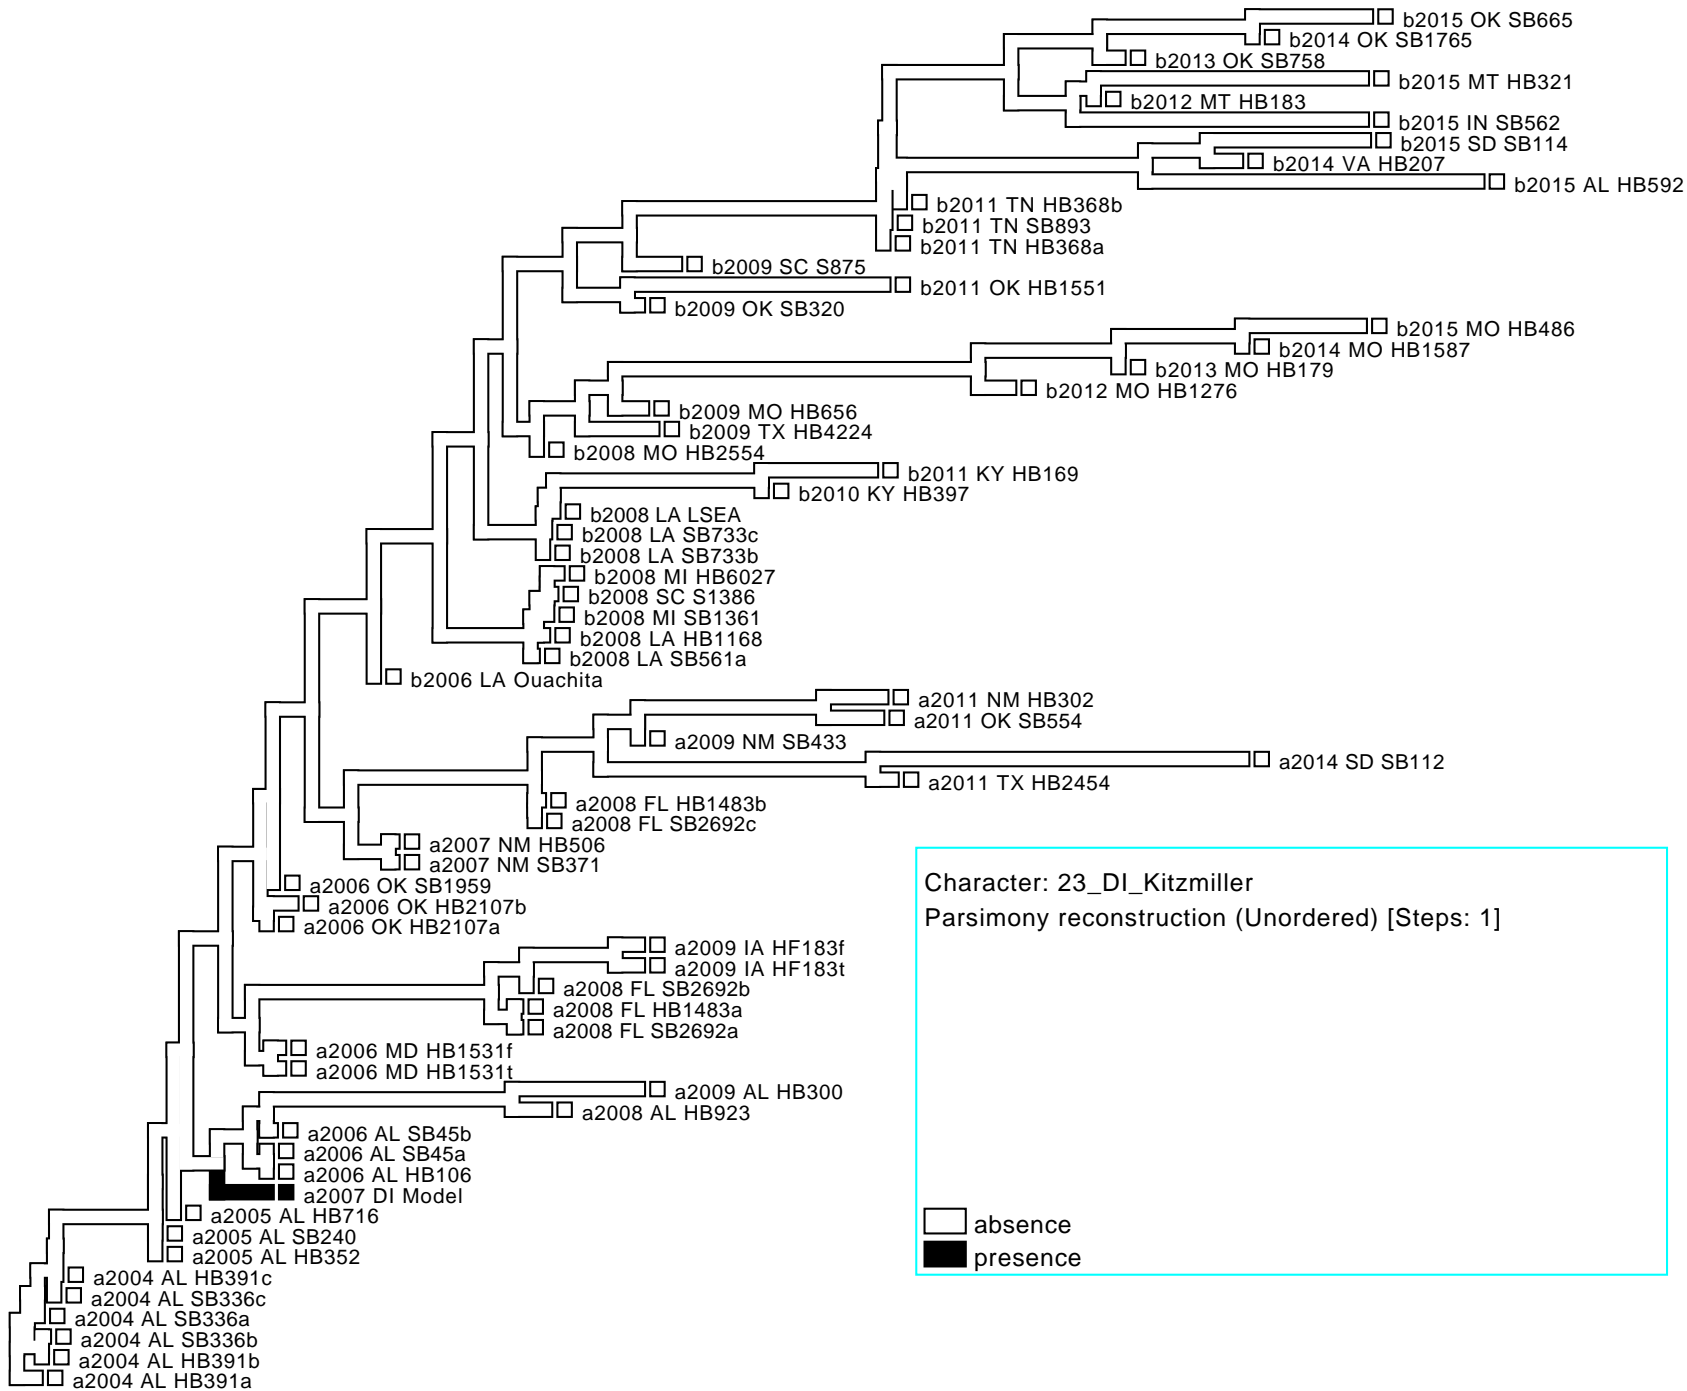 b2015 OK SB665
b2014 OK SB1765
b2013 OK SB758
b2015 MT HB321
b2012 MT HB183
b2015 IN SB562
b2015 SD SB114
b2014 VA HB207
b2015 AL HB592
b2011 TN HB368b
b2011 TN SB893
b2011 TN HB368a
b2009 SC S875
b2011 OK HB1551
b2009 OK SB320
b2015 MO HB486
b2014 MO HB1587
b2013 MO HB179
b2012 MO HB1276
b2009 MO HB656
b2009 TX HB4224
b2008 MO HB2554
b2011 KY HB169
b2010 KY HB397
b2008 LA LSEA
b2008 LA SB733c
b2008 LA SB733b
b2008 MI HB6027
b2008 SC S1386
b2008 MI SB1361
b2008 LA HB1168
b2008 LA SB561a
b2006 LA Ouachita
a2011 NM HB302
a2011 OK SB554
a2009 NM SB433
a2014 SD SB112
a2011 TX HB2454
a2008 FL HB1483b
a2008 FL SB2692c
a2007 NM HB506
a2007 NM SB371
a2006 OK SB1959
a2006 OK HB2107b
a2006 OK HB2107a
a2009 IA HF183f
a2009 IA HF183t
a2008 FL SB2692b
a2008 FL HB1483a
a2008 FL SB2692a
a2006 MD HB1531f
a2006 MD HB1531t
a2009 AL HB300
a2008 AL HB923
a2006 AL SB45b
a2006 AL SB45a
a2006 AL HB106
a2007 DI Model
a2005 AL HB716
a2005 AL SB240
a2005 AL HB352
a2004 AL HB391c
a2004 AL SB336c
a2004 AL SB336a
a2004 AL SB336b
a2004 AL HB391b
a2004 AL HB391a
Character: 23_DI_Kitzmiller
Parsimony reconstruction (Unordered) [Steps: 1]
absence
presence